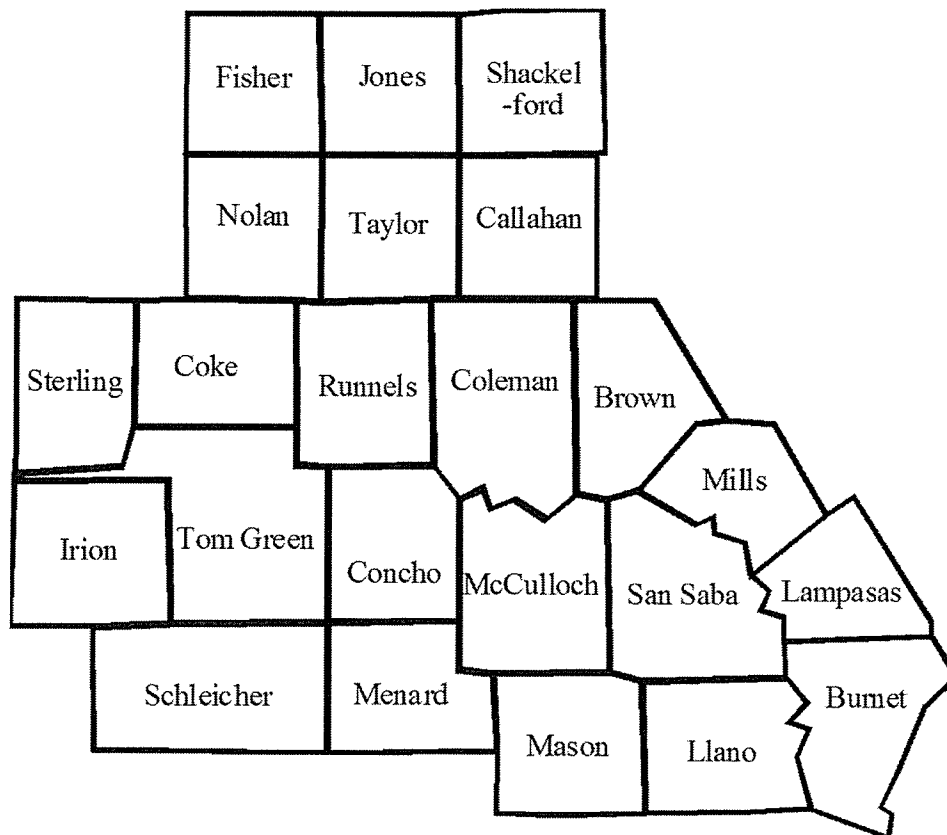 Fisher
Jones
Shackel
-ford
Nolan
Taylor
Callahan
Sterling
Coke
Runnels
Coleman
Brown
Mills
Irion
Tom Green
Concho
McCulloch
San Saba
Lampasas
Schleicher
Menard
Mason
Llano
Burnet